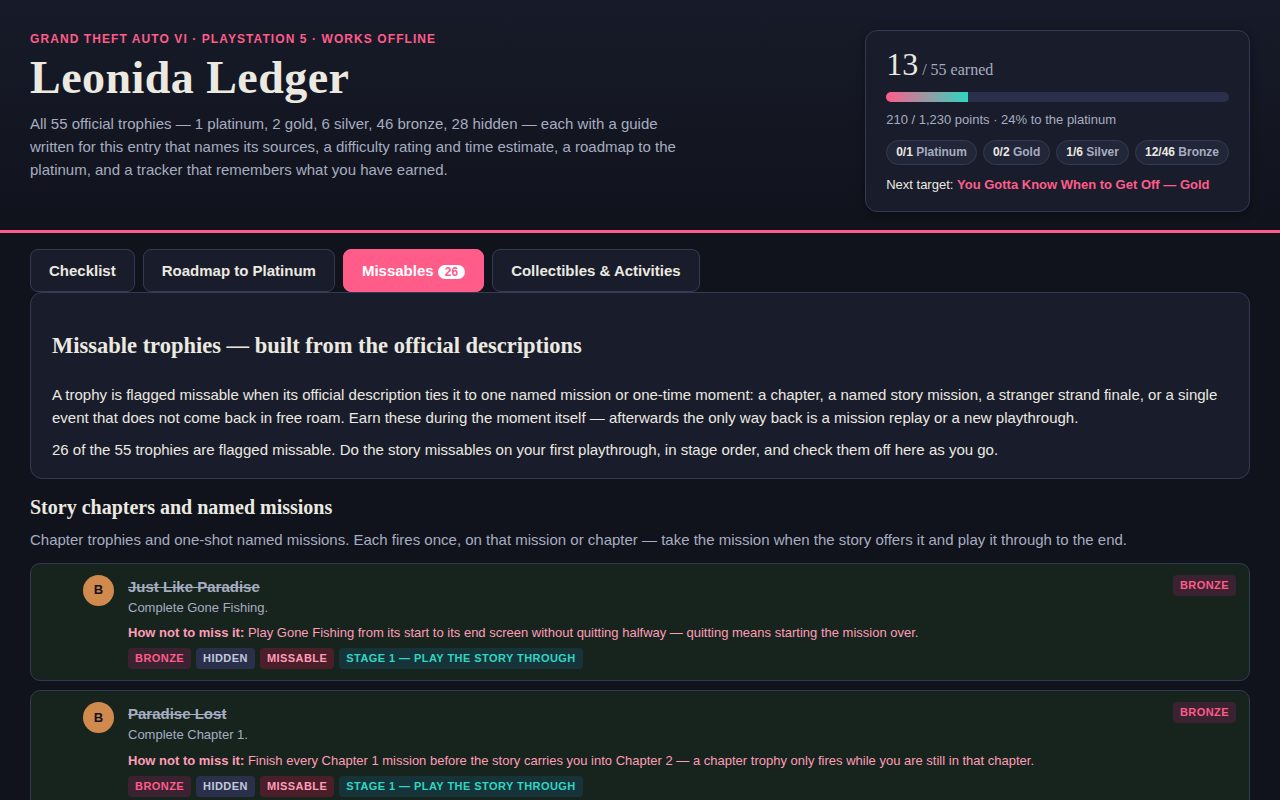 GRAND THEFT AUTO VI · PLAYSTATION 5 · WORKS OFFLINE
Leonida Ledger
All 55 official trophies — 1 platinum, 2 gold, 6 silver, 46 bronze, 28 hidden — each with a guide
written for this entry that names its sources, a difficulty rating and time estimate, a roadmap to the
platinum, and a tracker that remembers what you have earned.
13 / 55 earned
210 / 1,230 points · 24% to the platinum
0/1 Platinum 0/2 Gold 1/6 Silver 12/46 Bronze
Next target: You Gotta Know When to Get Off — Gold
Checklist Roadmap to Platinum Missables 26 Collectibles & Activities
Missable trophies — built from the official descriptions
A trophy is flagged missable when its official description ties it to one named mission or one-time moment: a chapter, a named story mission, a stranger strand finale, or a single
event that does not come back in free roam. Earn these during the moment itself — afterwards the only way back is a mission replay or a new playthrough.
26 of the 55 trophies are flagged missable. Do the story missables on your first playthrough, in stage order, and check them off here as you go.
Story chapters and named missions
Chapter trophies and one-shot named missions. Each fires once, on that mission or chapter — take the mission when the story offers it and play it through to the end.
B Just Like Paradise BRONZE
Complete Gone Fishing.
How not to miss it: Play Gone Fishing from its start to its end screen without quitting halfway — quitting means starting the mission over.
BRONZE HIDDEN MISSABLE STAGE 1 — PLAY THE STORY THROUGH
B Paradise Lost BRONZE
Complete Chapter 1.
How not to miss it: Finish every Chapter 1 mission before the story carries you into Chapter 2 — a chapter trophy only fires while you are still in that chapter.
BRONZE HIDDEN MISSABLE STAGE 1 — PLAY THE STORY THROUGH